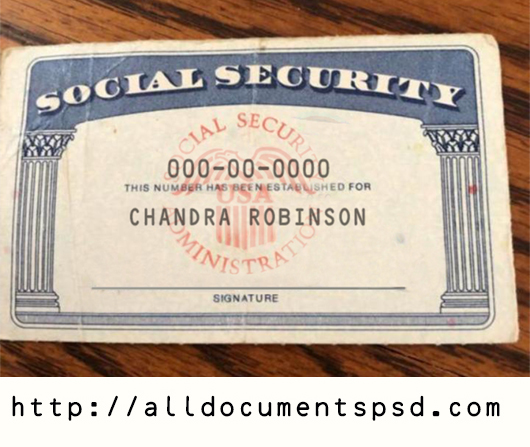 SOCIAL SECURITY
SOCIAL SECURITY
000-00-0000
THIS NUMBER HAS BEEN ESTABLISHED FOR
USA
CHANDRA ROBINSON
ADMINISTRATION
SIGNATURE
http://alldocumentspsd.com